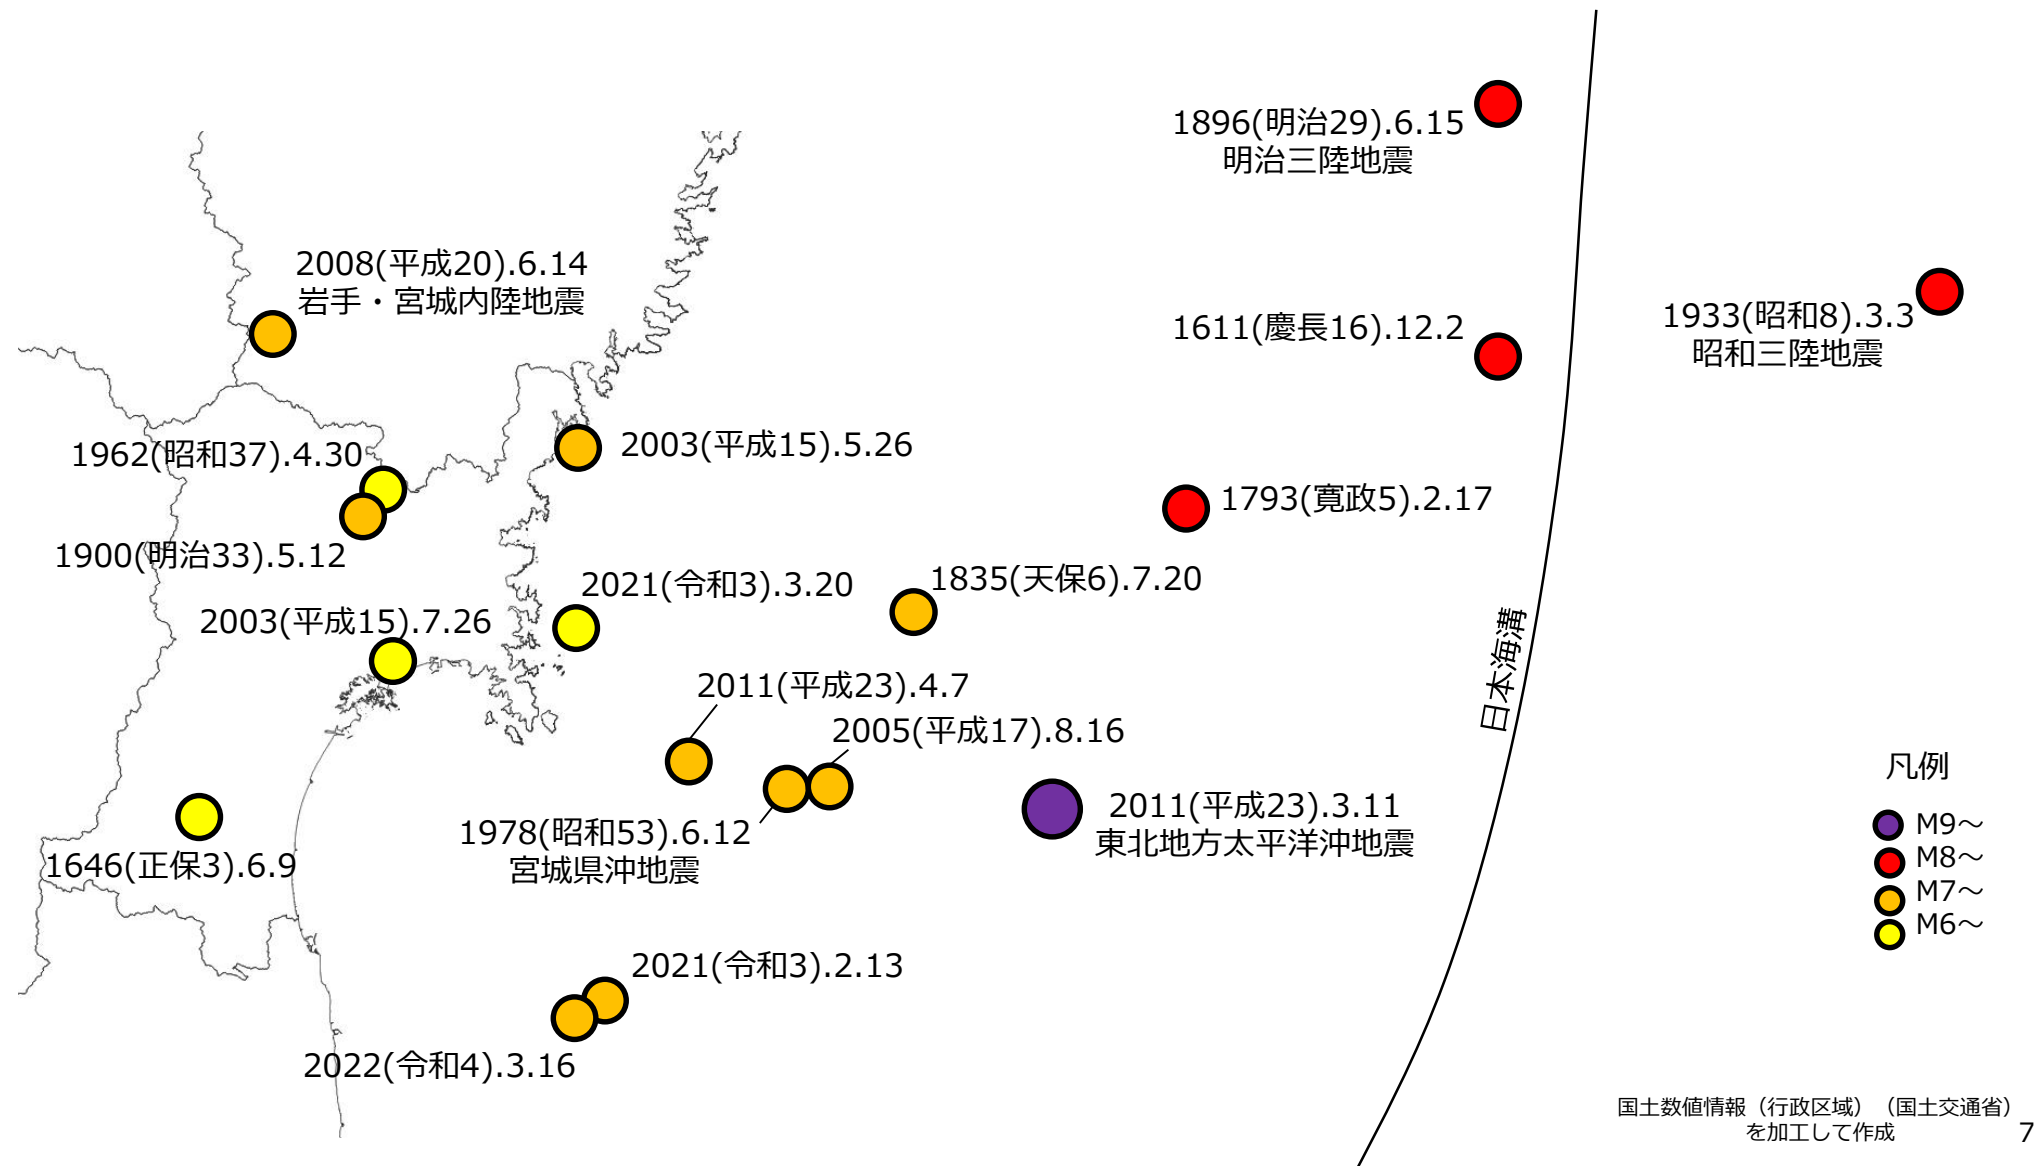 1896(明治29).6.15
明治三陸地震
2008(平成20).6.14
岩手・宮城内陸地震
1611(慶長16).12.2
1933(昭和8).3.3
昭和三陸地震
1962(昭和37).4.30
2003(平成15).5.26
1793(寛政5).2.17
1900(明治33).5.12
2021(令和3).3.20
1835(天保6).7.20
2003(平成15).7.26
日本海溝
2011(平成23).4.7
2005(平成17).8.16
1978(昭和53).6.12
宮城県沖地震
2011(平成23).3.11
東北地方太平洋沖地震
1646(正保3).6.9
2021(令和3).2.13
2022(令和4).3.16
凡例
M9～
M8～
M7～
M6～
国土数値情報（行政区域）（国土交通省）
を加工して作成
7